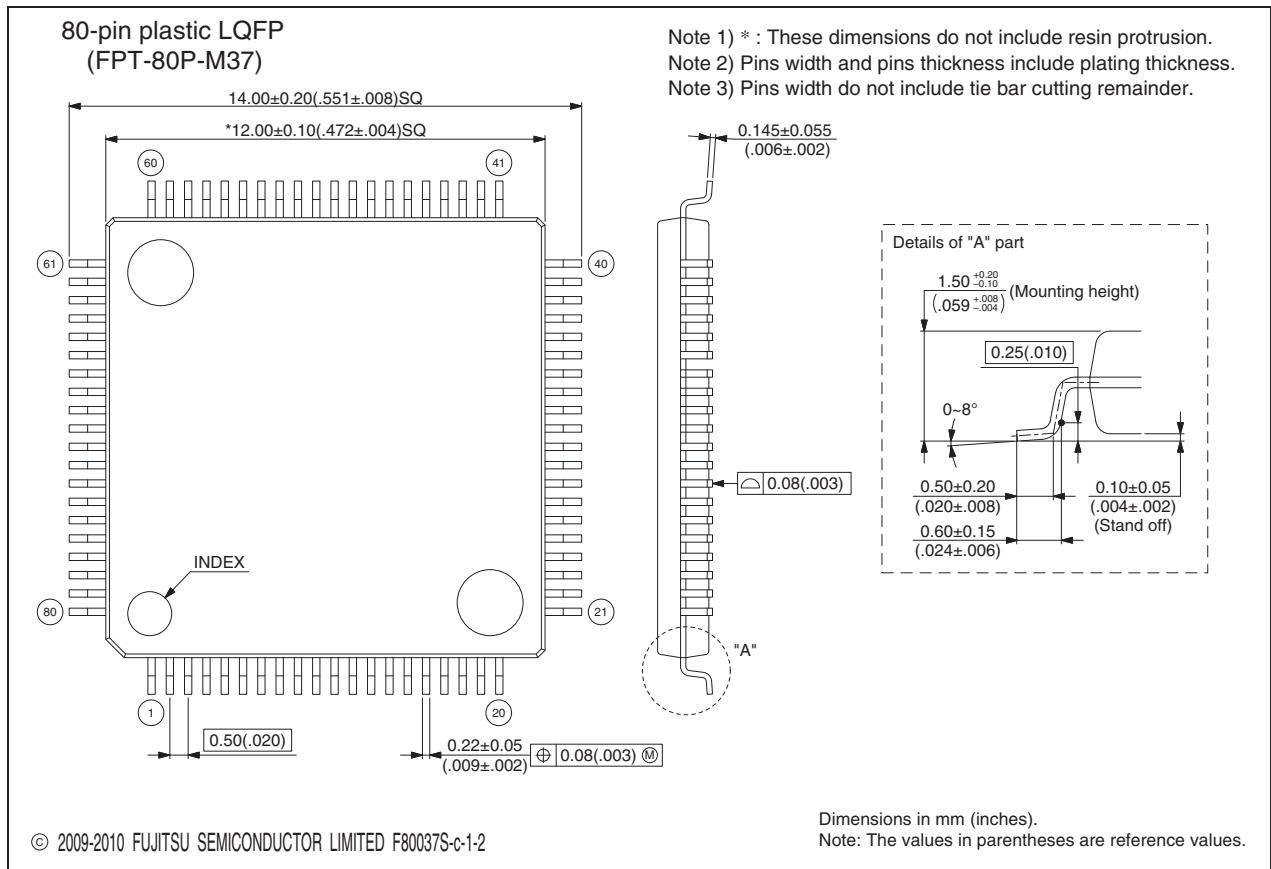 80-pin plastic LQFP
(FPT-80P-M37)
Note 1) * : These dimensions do not include resin protrusion.
Note 2) Pins width and pins thickness include plating thickness.
Note 3) Pins width do not include tie bar cutting remainder.
14.00±0.20(.551±.008)SQ
*12.00±0.10(.472±.004)SQ
0.145±0.055
(.006±.002)
60
41
61
40
Details of "A" part
1.50 +0.20 −0.10
(.059 +.008 −.004)
(Mounting height)
0.25(.010)
0~8°
0.08(.003)
0.50±0.20
(.020±.008)
0.10±0.05
(.004±.002)
(Stand off)
0.60±0.15
(.024±.006)
INDEX
80
21
"A"
1
20
0.50(.020)
0.22±0.05
(.009±.002)
⌖ 0.08(.003) Ⓜ
© 2009-2010 FUJITSU SEMICONDUCTOR LIMITED F80037S-c-1-2
Dimensions in mm (inches).
Note: The values in parentheses are reference values.